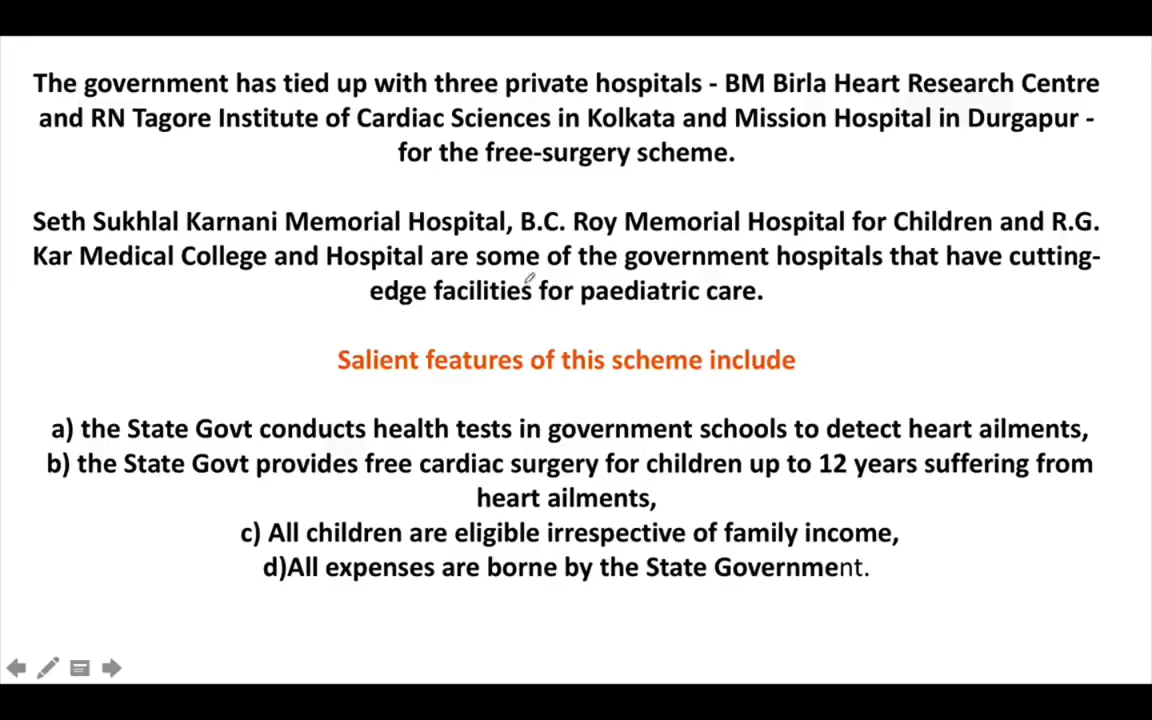 The government has tied up with three private hospitals - BM Birla Heart Research Centre
and RN Tagore Institute of Cardiac Sciences in Kolkata and Mission Hospital in Durgapur -
for the free-surgery scheme.
Seth Sukhlal Karnani Memorial Hospital, B.C. Roy Memorial Hospital for Children and R.G.
Kar Medical College and Hospital are some of the government hospitals that have cutting-
edge facilities for paediatric care.
Salient features of this scheme include
a) the State Govt conducts health tests in government schools to detect heart ailments,
b) the State Govt provides free cardiac surgery for children up to 12 years suffering from
heart ailments,
c) All children are eligible irrespective of family income,
d)All expenses are borne by the State Government.